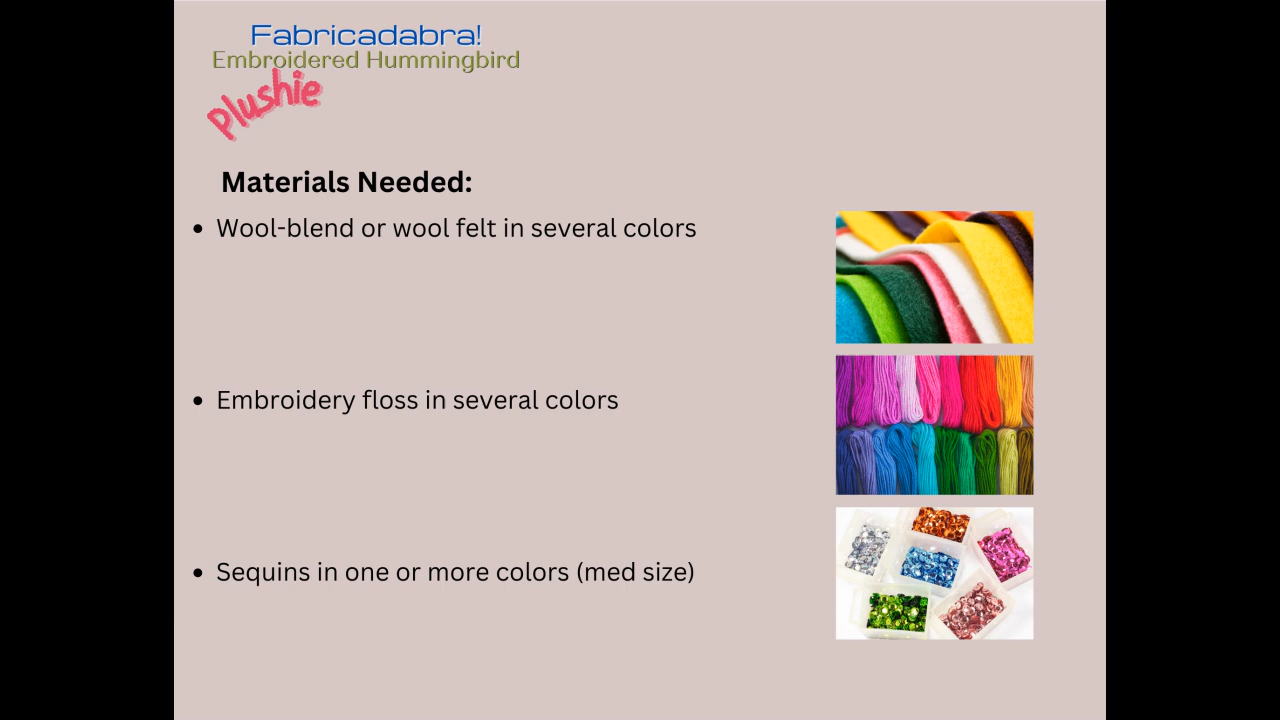 Fabricadabra!
Embroidered Hummingbird
plushie
Materials Needed:
• Wool-blend or wool felt in several colors
• Embroidery floss in several colors
• Sequins in one or more colors (med size)